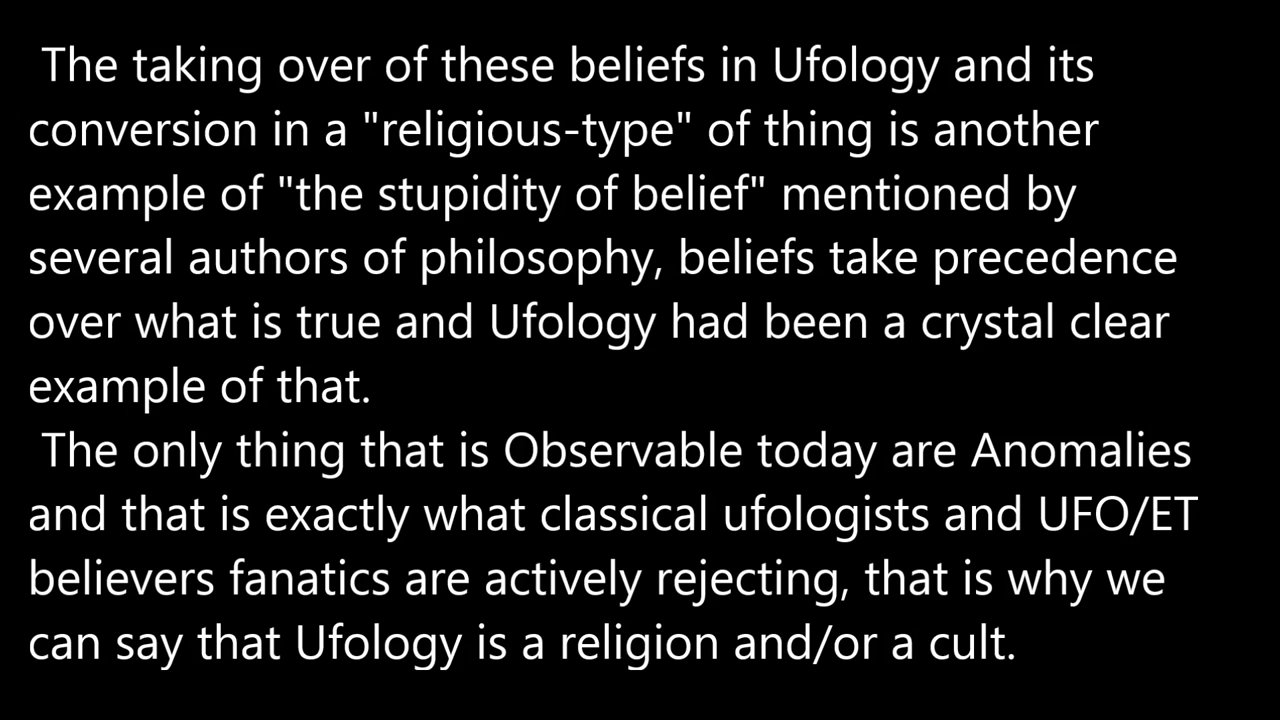 The taking over of these beliefs in Ufology and its
conversion in a "religious-type" of thing is another
example of "the stupidity of belief" mentioned by
several authors of philosophy, beliefs take precedence
over what is true and Ufology had been a crystal clear
example of that.
The only thing that is Observable today are Anomalies
and that is exactly what classical ufologists and UFO/ET
believers fanatics are actively rejecting, that is why we
can say that Ufology is a religion and/or a cult.